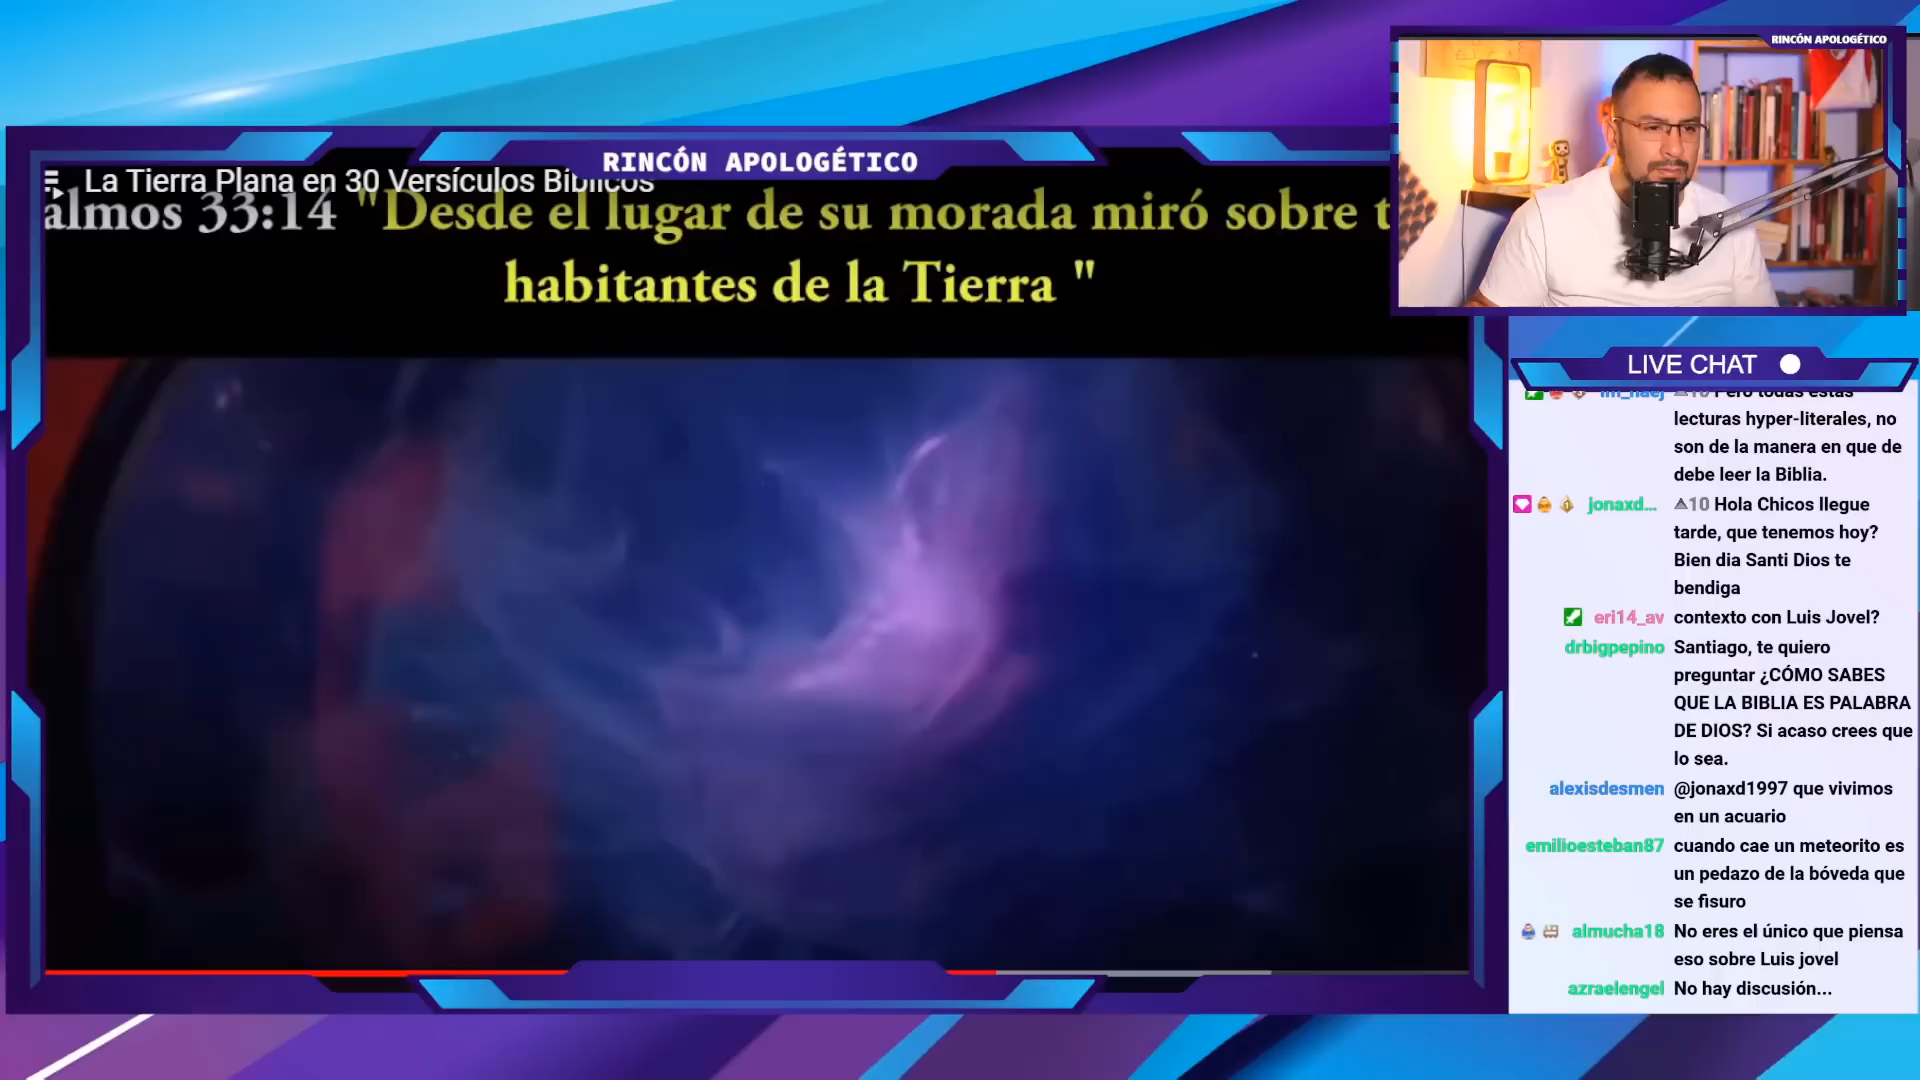 RINCÓN APOLOGÉTICO
RINCÓN APOLOGÉTICO
La Tierra Plana en 30 Versículos Bíblicos
almos 33:14 "Desde el lugar de su morada miró sobre t
habitantes de la Tierra "
LIVE CHAT
im_haej 10 Pero todas estas
lecturas hyper-literales, no
son de la manera en que de
debe leer la Biblia.
jonaxd... 10 Hola Chicos llegue
tarde, que tenemos hoy?
Bien dia Santi Dios te
bendiga
eri14_av contexto con Luis Jovel?
drbigpepino Santiago, te quiero
preguntar ¿CÓMO SABES
QUE LA BIBLIA ES PALABRA
DE DIOS? Si acaso crees que
lo sea.
alexisdesmen @jonaxd1997 que vivimos
en un acuario
emilioesteban87 cuando cae un meteorito es
un pedazo de la bóveda que
se fisuro
almucha18 No eres el único que piensa
eso sobre Luis jovel
azraelengel No hay discusión...